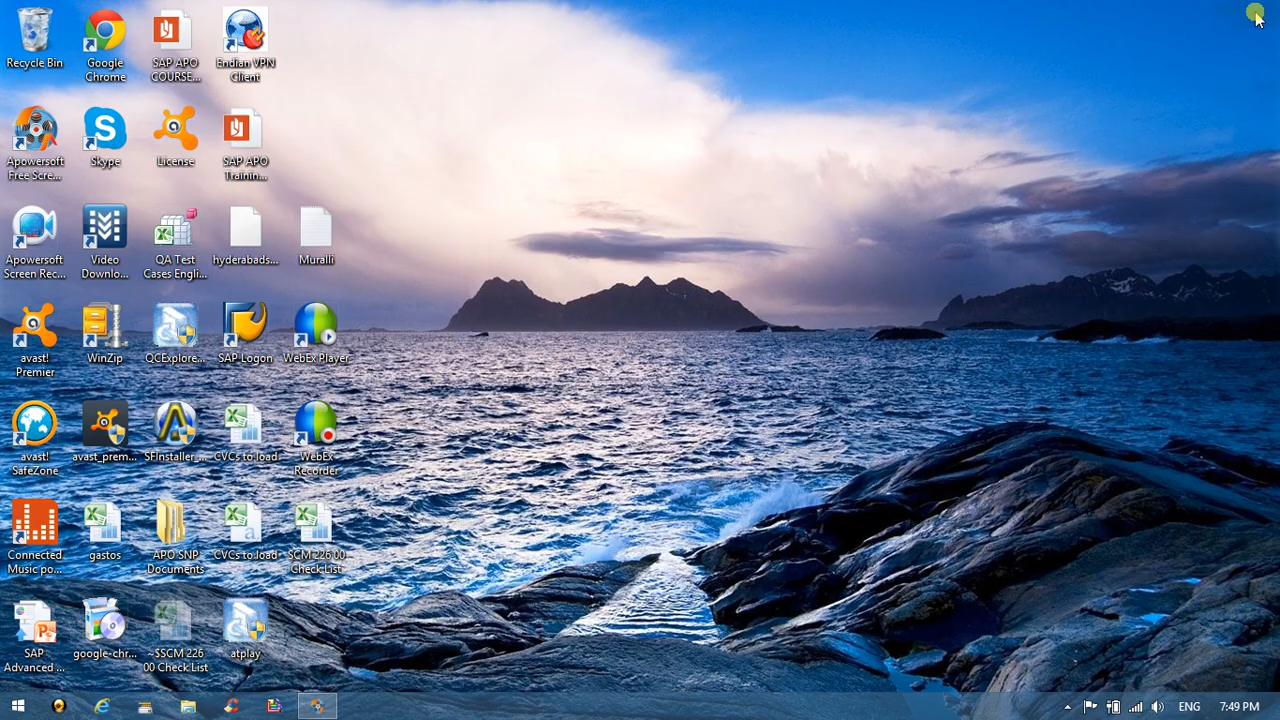 Recycle Bin
Google
Chrome
SAP APO
COURSE...
Endian VPN
Client
Apowersoft
Free Scre...
Skype
License
SAP APO
Trainin...
Apowersoft
Screen Rec...
Video
Downlo...
QA Test
Cases Engli...
hyderabads...
Muralli
avast!
Premier
WinZip
QCExplore...
SAP Logon
WebEx Player
avast!
SafeZone
avast_prem...
SFInstaller_...
CVCs to load
WebEx
Recorder
Connected
Music po...
gastos
APO SNP
Documents
CVCs to load
SCM 226 00
Check List
SAP
Advanced ...
google-chr...
~$SCM 226
00 Check List
atplay
ENG
7:49 PM